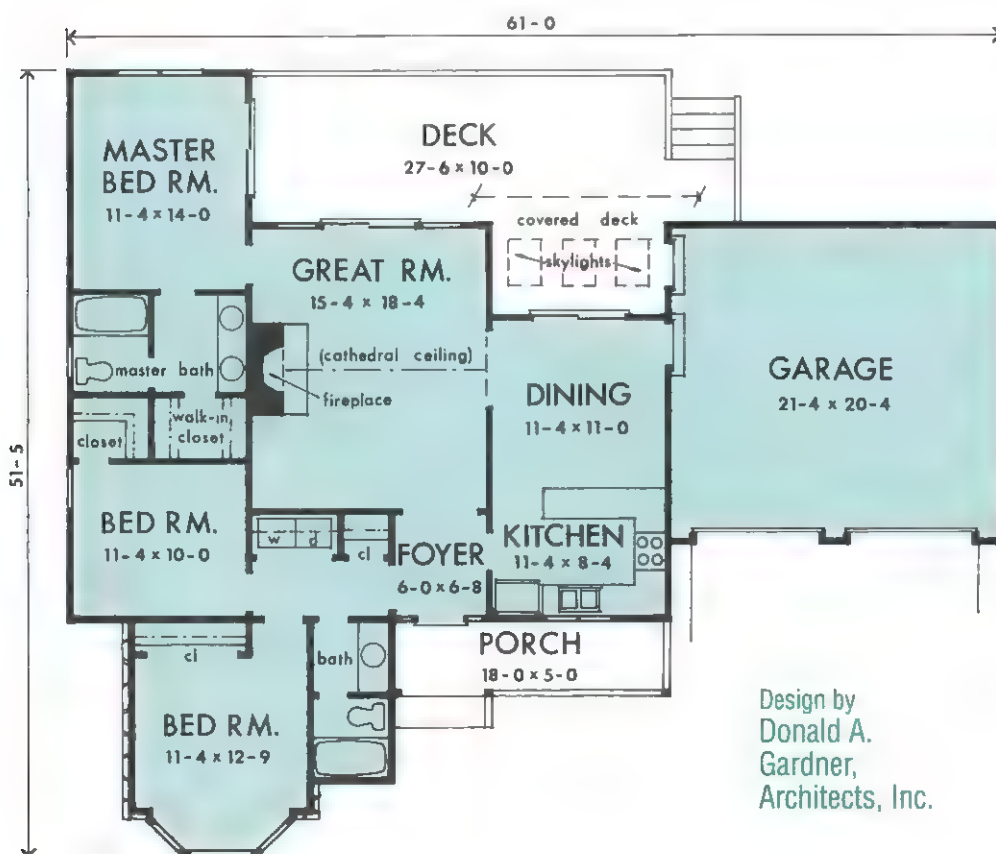 61-0
51-5
MASTER
BED RM.
11-4 x 14-0
DECK
27-6 x 10-0
covered deck
skylights
GREAT RM.
15-4 x 18-4
(cathedral ceiling)
fireplace
master bath
walk-in
closet
closet
DINING
11-4 x 11-0
GARAGE
21-4 x 20-4
BED RM.
11-4 x 10-0
w d
cl
FOYER
6-0 x 6-8
KITCHEN
11-4 x 8-4
cl
bath
PORCH
18-0 x 5-0
BED RM.
11-4 x 12-9
Design by
Donald A.
Gardner,
Architects, Inc.